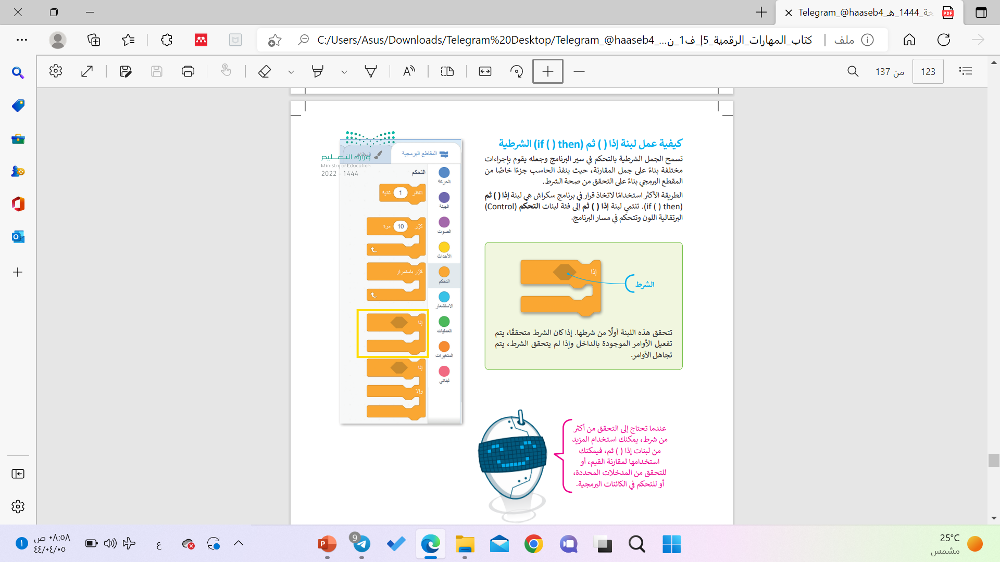 Telegram_@haaseb4_خة_1444_هـ
C:/Users/Asus/Downloads/Telegram%20Desktop/Telegram_@haaseb4_...كتاب_المهارات_الرقمية_5إ_ف1_ن
ملف
123
من 137
كيفية عمل لبنة إذا ( ) ثم (if ( ) then) الشرطية
تسمح الجمل الشرطية بالتحكم في سير البرنامج وجعله يقوم بإجراءات
مختلفة بناءً على جمل المقارنة، حيث ينفذ الحاسب جزءًا خاصًا من
المقطع البرمجي بناءً على التحقق من صحة الشرط.
الطريقة الأكثر استخدامًا لاتخاذ قرار في برنامج سكراش هي لبنة إذا ( ) ثم
(if ( ) then). تنتمي لبنة إذا ( ) ثم إلى فئة لبنات التحكم (Control)
البرتقالية اللون وتتحكم في مسار البرنامج.
إذا
الشرط
تتحقق هذه اللبنة أولًا من شرطها. إذا كان الشرط متحققًا، يتم
تفعيل الأوامر الموجودة بالداخل وإذا لم يتحقق الشرط، يتم
تجاهل الأوامر.
عندما تحتاج إلى التحقق من أكثر
من شرط، يمكنك استخدام المزيد
من لبنات إذا ( ) ثم، فيمكنك
استخدامها لمقارنة القيم، أو
للتحقق من المدخلات المحددة،
أو للتحكم في الكائنات البرمجية.
المقاطع البرمجية
المظاهر
وزارة التعليم
Ministry of Education
2022 - 1444
الحركة
الهيئة
الصوت
الأحداث
التحكم
الاستشعار
العمليات
المتغيرات
لبناتي
التحكم
انتظر 1 ثانية
كرّر 10 مرة
كرّر باستمرار
إذا
إذا
وإلا
25°C
مشمس
9
ع
٠٨:٥٨ ص
٤٤/٠٤/٠٥
١